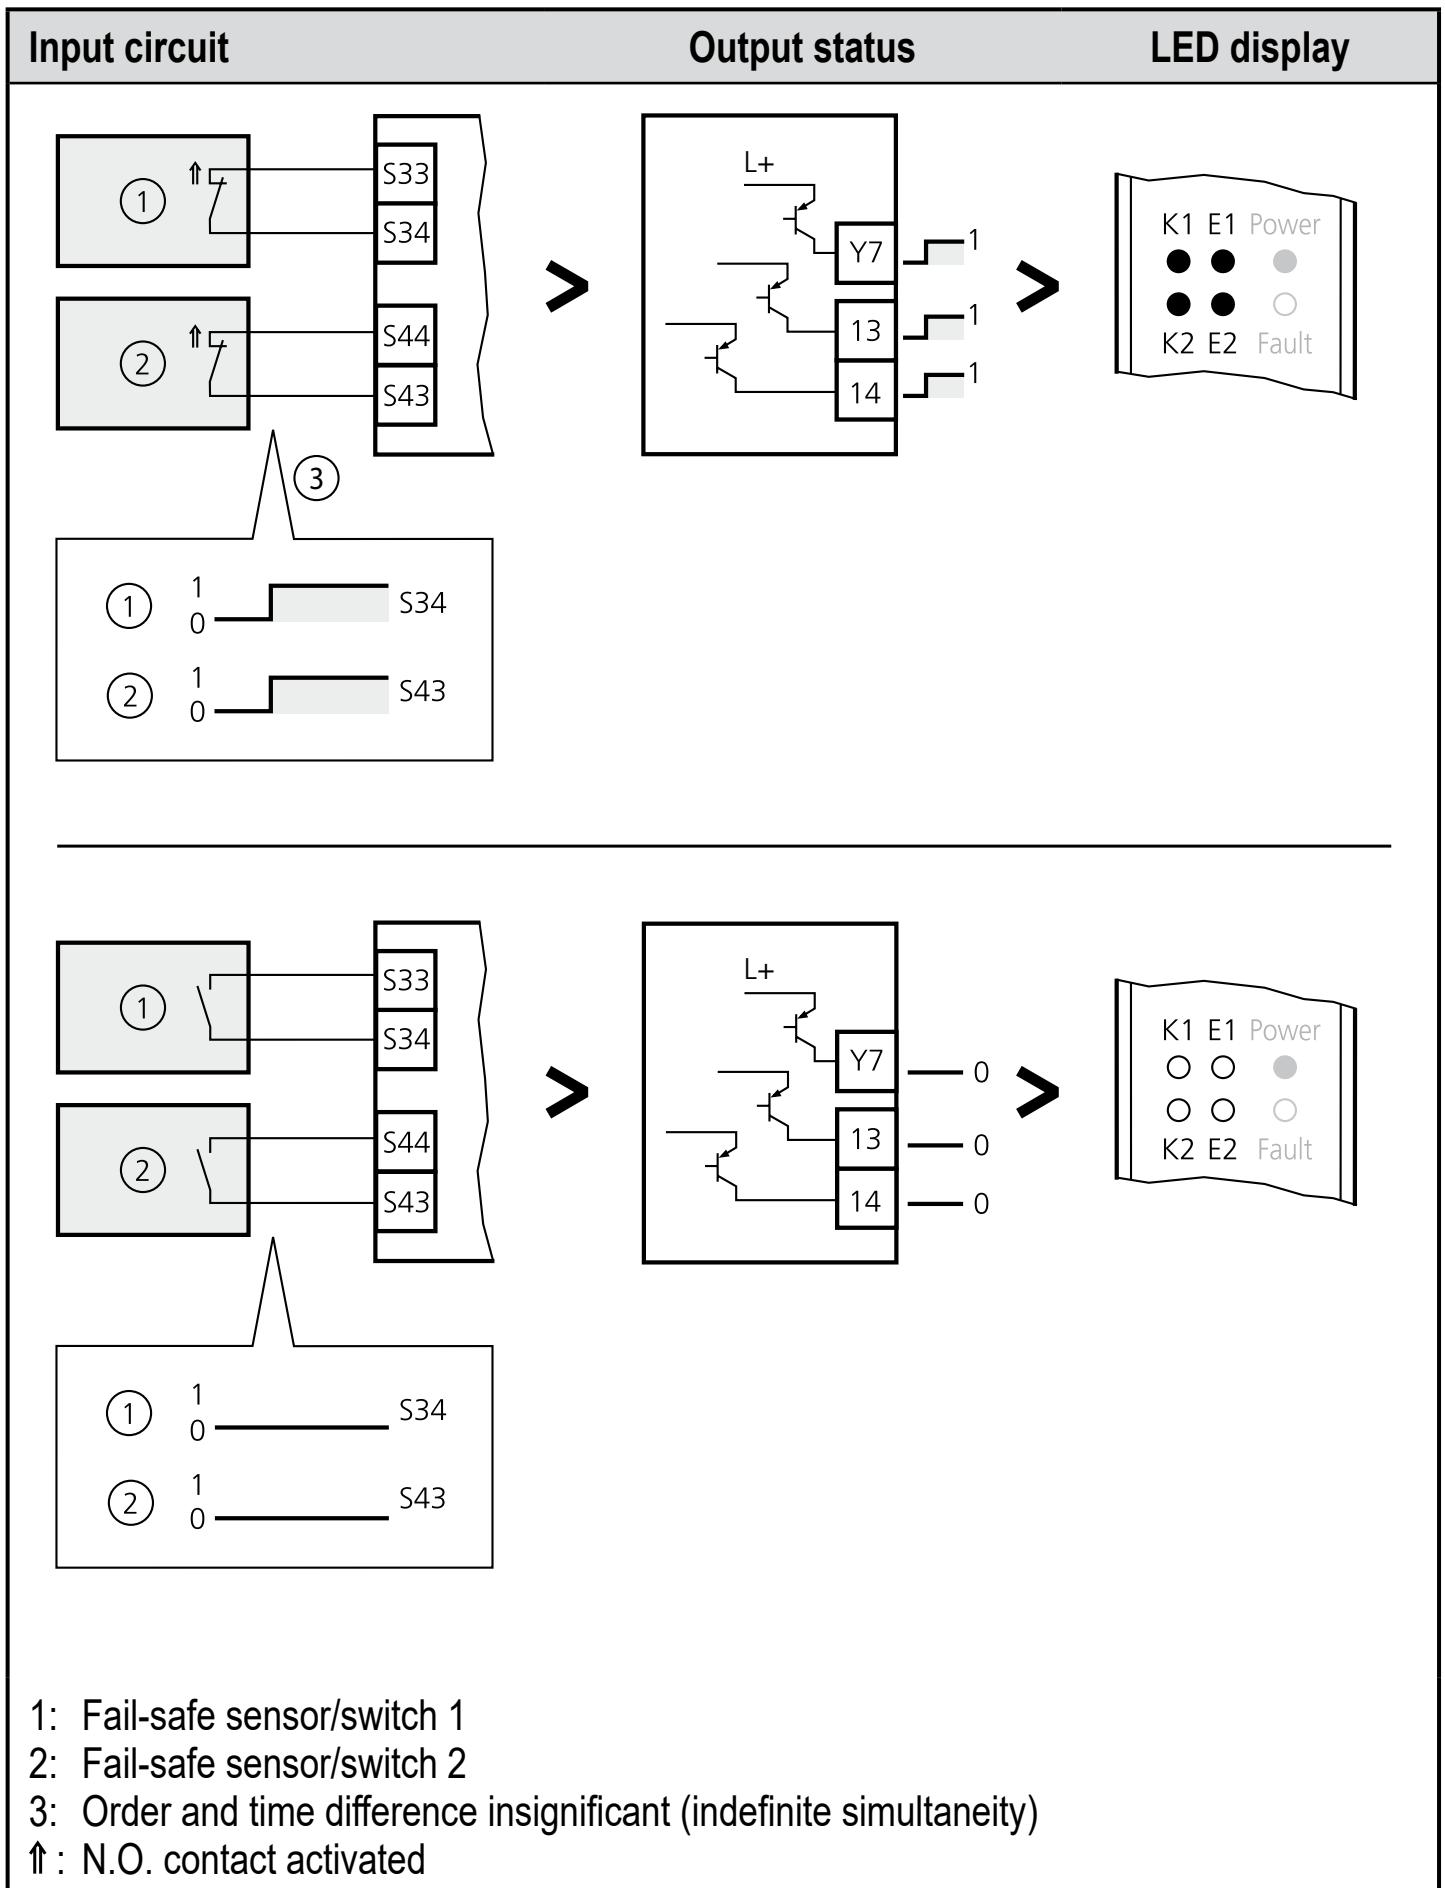 Input circuit Output status LED display
1 S33
S34
2 S44
S43
3
1 1 0 S34
2 1 0 S43
L+
Y7 1
13 1
14 1
K1 E1 Power
K2 E2 Fault
1 S33
S34
2 S44
S43
1 1 0 S34
2 1 0 S43
L+
Y7 0
13 0
14 0
K1 E1 Power
K2 E2 Fault
1: Fail-safe sensor/switch 1
2: Fail-safe sensor/switch 2
3: Order and time difference insignificant (indefinite simultaneity)
⇑: N.O. contact activated